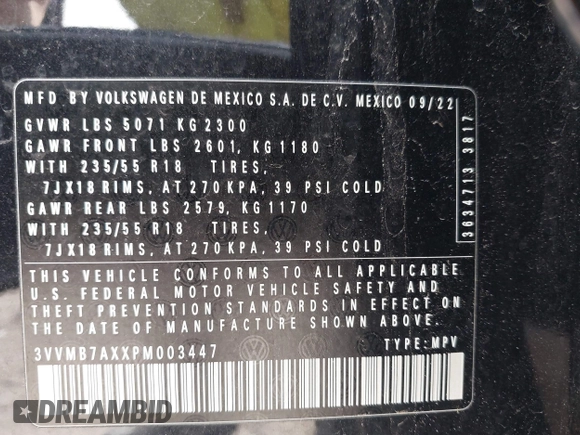 MFD BY VOLKSWAGEN DE MEXICO S.A. DE C.V. MEXICO 09/22
GVWR LBS 5071 KG 2300
GAWR FRONT LBS 2601, KG 1180
WITH 235/55 R18 TIRES,
7JX18 RIMS, AT 270 KPA, 39 PSI COLD
GAWR REAR LBS 2579, KG 1170
WITH 235/55 R18 TIRES,
7JX18 RIMS, AT 270 KPA, 39 PSI COLD
THIS VEHICLE CONFORMS TO ALL APPLICABLE
U.S. FEDERAL MOTOR VEHICLE SAFETY AND
THEFT PREVENTION STANDARDS IN EFFECT ON
THE DATE OF MANUFACTURE SHOWN ABOVE.
3VVMB7AXXPM003447 TYPE: MPV
36347113 3817
DREAMBID